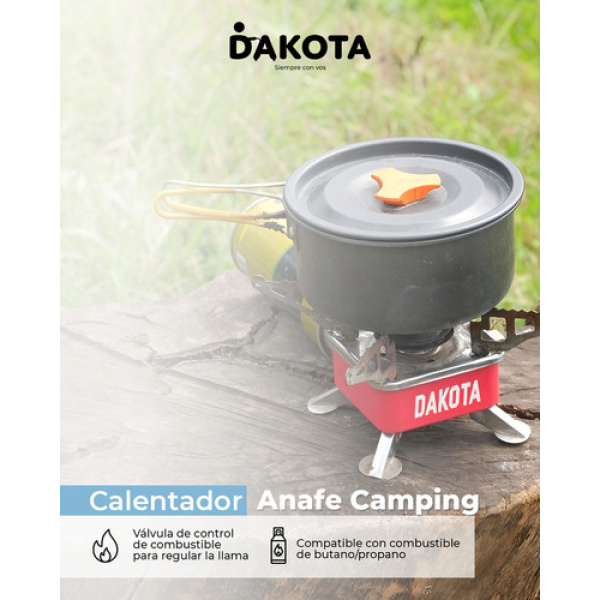 DAKOTA
Siempre con vos
DAKOTA
Calentador Anafe Camping
Válvula de control
de combustible
para regular la llama
Compatible con combustible
de butano/propano